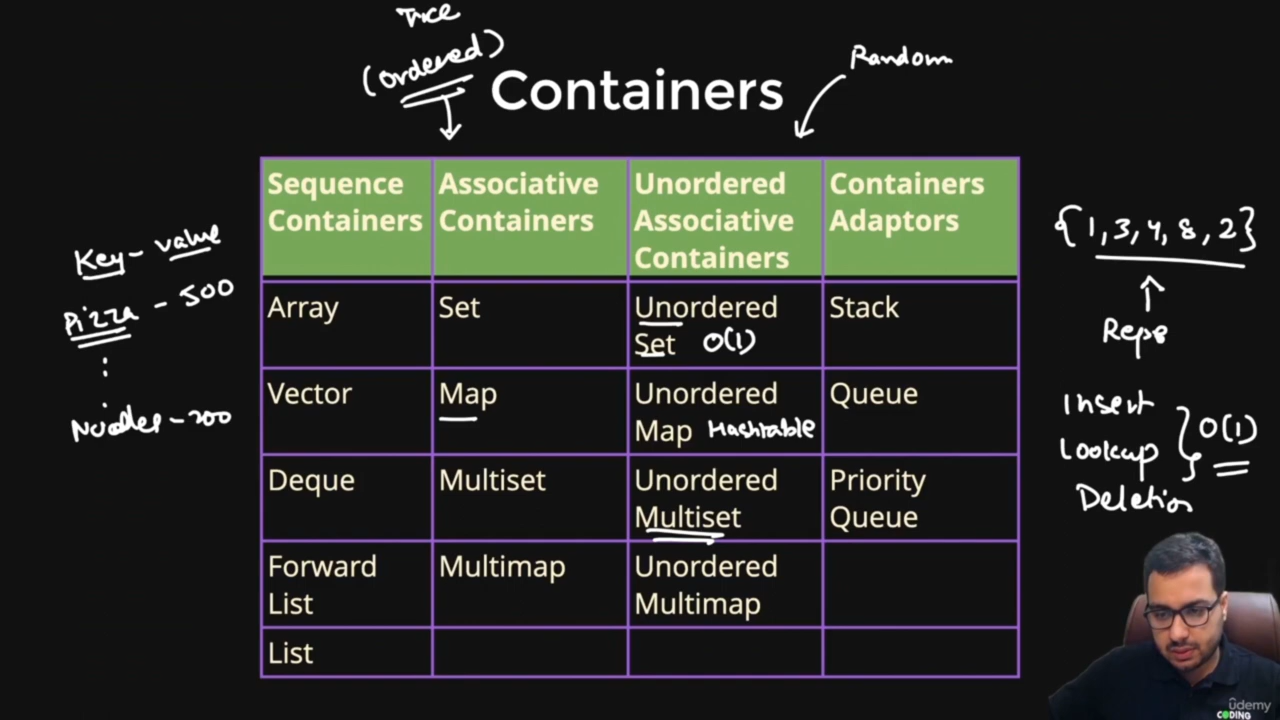 Tree
(ordered)
Random
Containers
Sequence Containers
Associative Containers
Unordered Associative Containers
Containers Adaptors
Array
Set
Unordered Set O(1)
Stack
Vector
Map
Unordered Map Hashtable
Queue
Deque
Multiset
Unordered Multiset
Priority Queue
Forward List
Multimap
Unordered Multimap
List
Key - value
Pizza - 500
:
Noodles - 200
{1, 3, 4, 8, 2}
Insert
Lookup
O(1)
Deletion
ûdemy
CODING